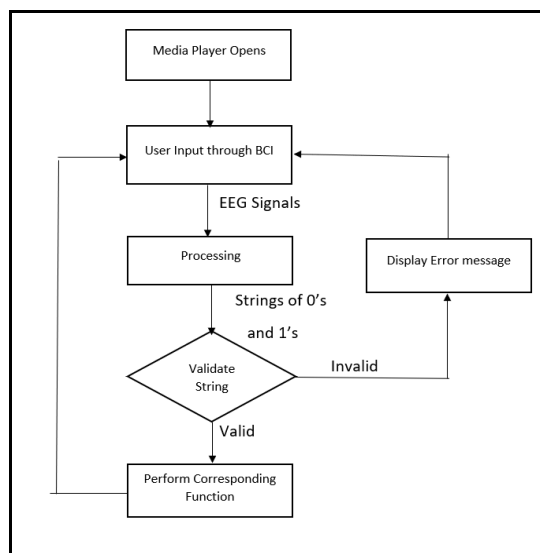 Media Player Opens
User Input through BCI
EEG Signals
Processing
Display Error message
Strings of 0's
and 1's
Validate
String
Invalid
Valid
Perform Corresponding
Function